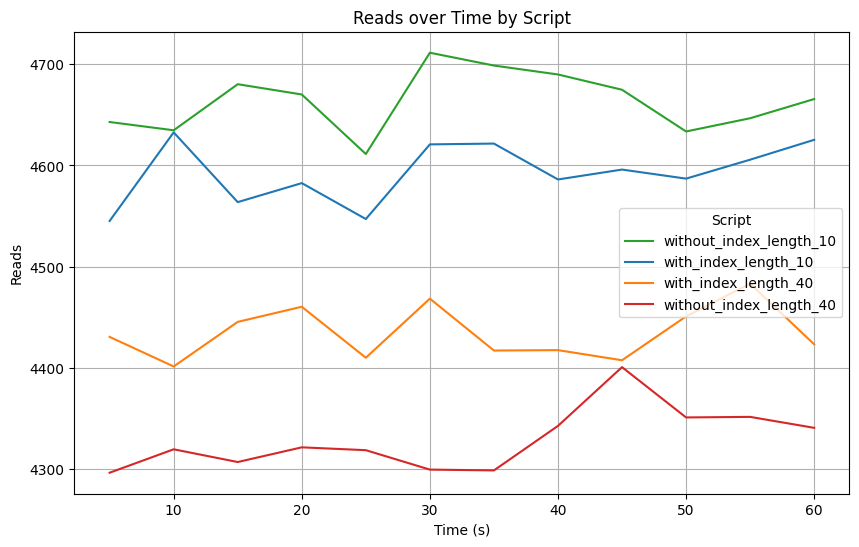 Reads over Time by Script
4700
4600
4500
4400
4300
Reads
Script
without_index_length_10
with_index_length_10
with_index_length_40
without_index_length_40
10
20
30
40
50
60
Time (s)